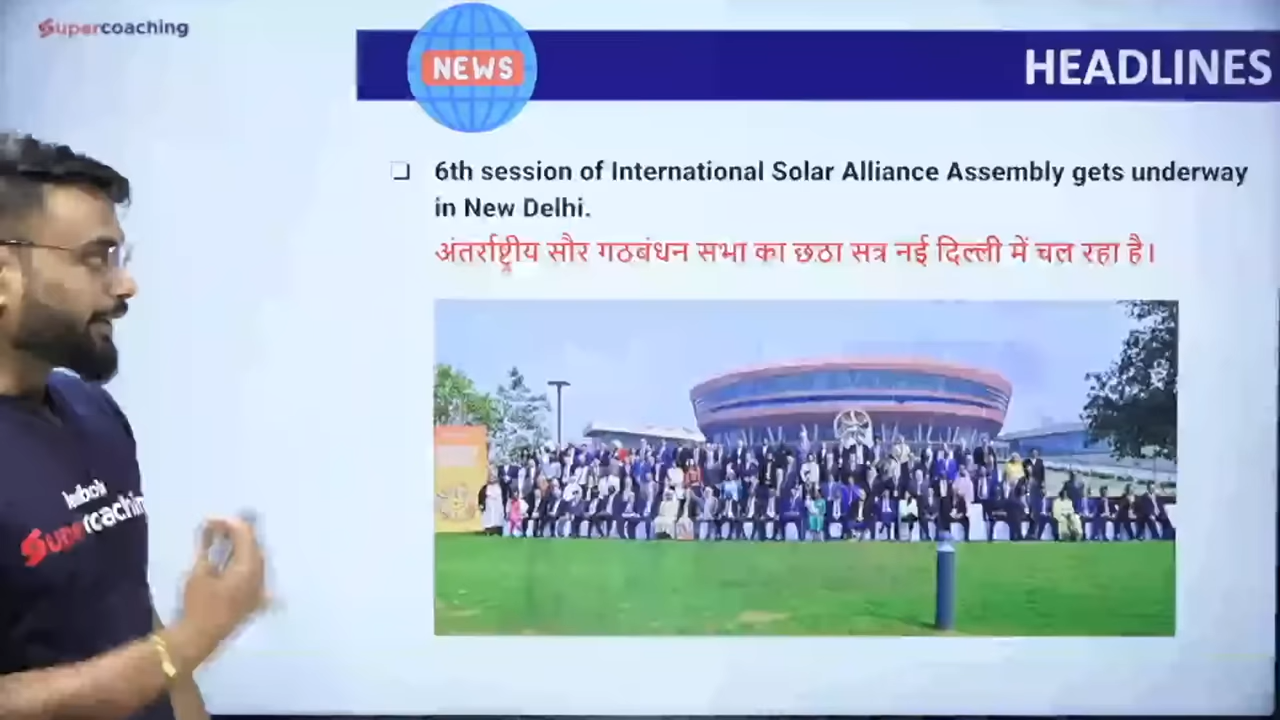 Supercoaching
NEWS
HEADLINES
6th session of International Solar Alliance Assembly gets underway
in New Delhi.
अंतर्राष्ट्रीय सौर गठबंधन सभा का छठा सत्र नई दिल्ली में चल रहा है।
Supercoaching